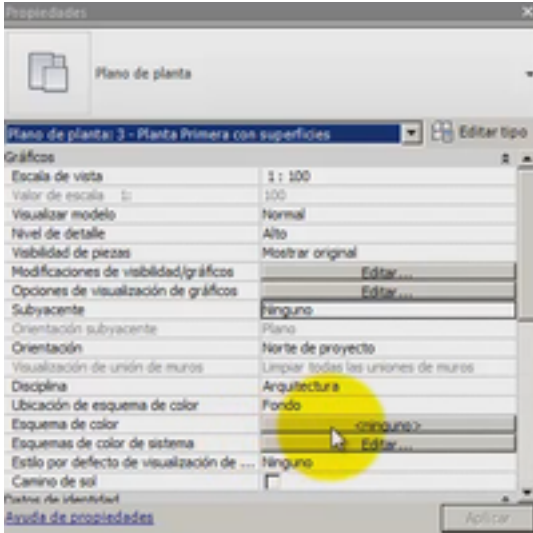 Propiedades
Plano de planta
Plano de planta: 3 - Planta Primera con superficies Editar tipo
Gráficos
Escala de vista 1 : 100
Valor de escala 1: 100
Visualizar modelo Normal
Nivel de detalle Alto
Visibilidad de piezas Mostrar original
Modificaciones de visibilidad/gráficos Editar...
Opciones de visualización de gráficos Editar...
Subyacente Ninguno
Orientación subyacente Plano
Orientación Norte de proyecto
Visualización de unión de muros Limpiar todas las uniones de muros
Disciplina Arquitectura
Ubicación de esquema de color Fondo
Esquema de color <ninguno>
Esquemas de color de sistema Editar...
Estilo por defecto de visualización de ... Ninguno
Camino de sol
Datos de identidad
Ayuda de propiedades Aplicar